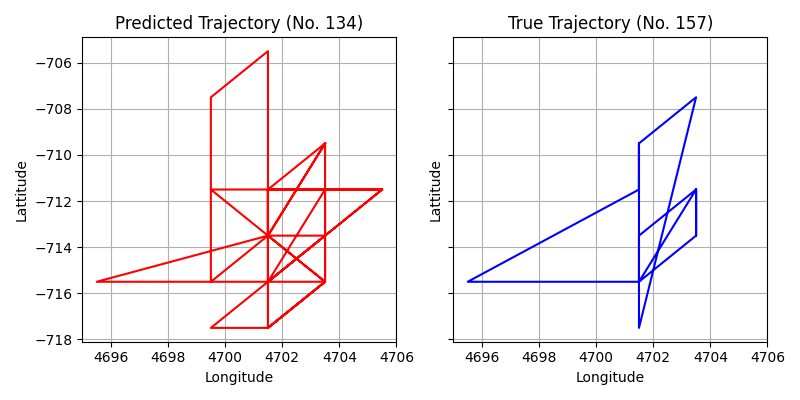 Predicted Trajectory (No. 134)
True Trajectory (No. 157)
−706
−708
−710
−712
−714
−716
−718
Lattitude
Lattitude
4696 4698 4700 4702 4704 4706
4696 4698 4700 4702 4704 4706
Longitude
Longitude